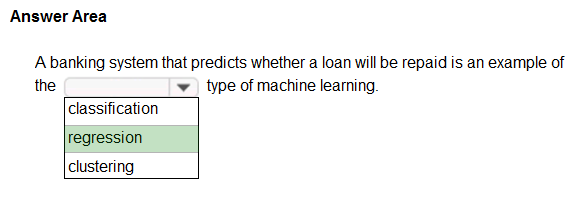 Answer Area
A banking system that predicts whether a loan will be repaid is an example of
the type of machine learning.
classification
regression
clustering